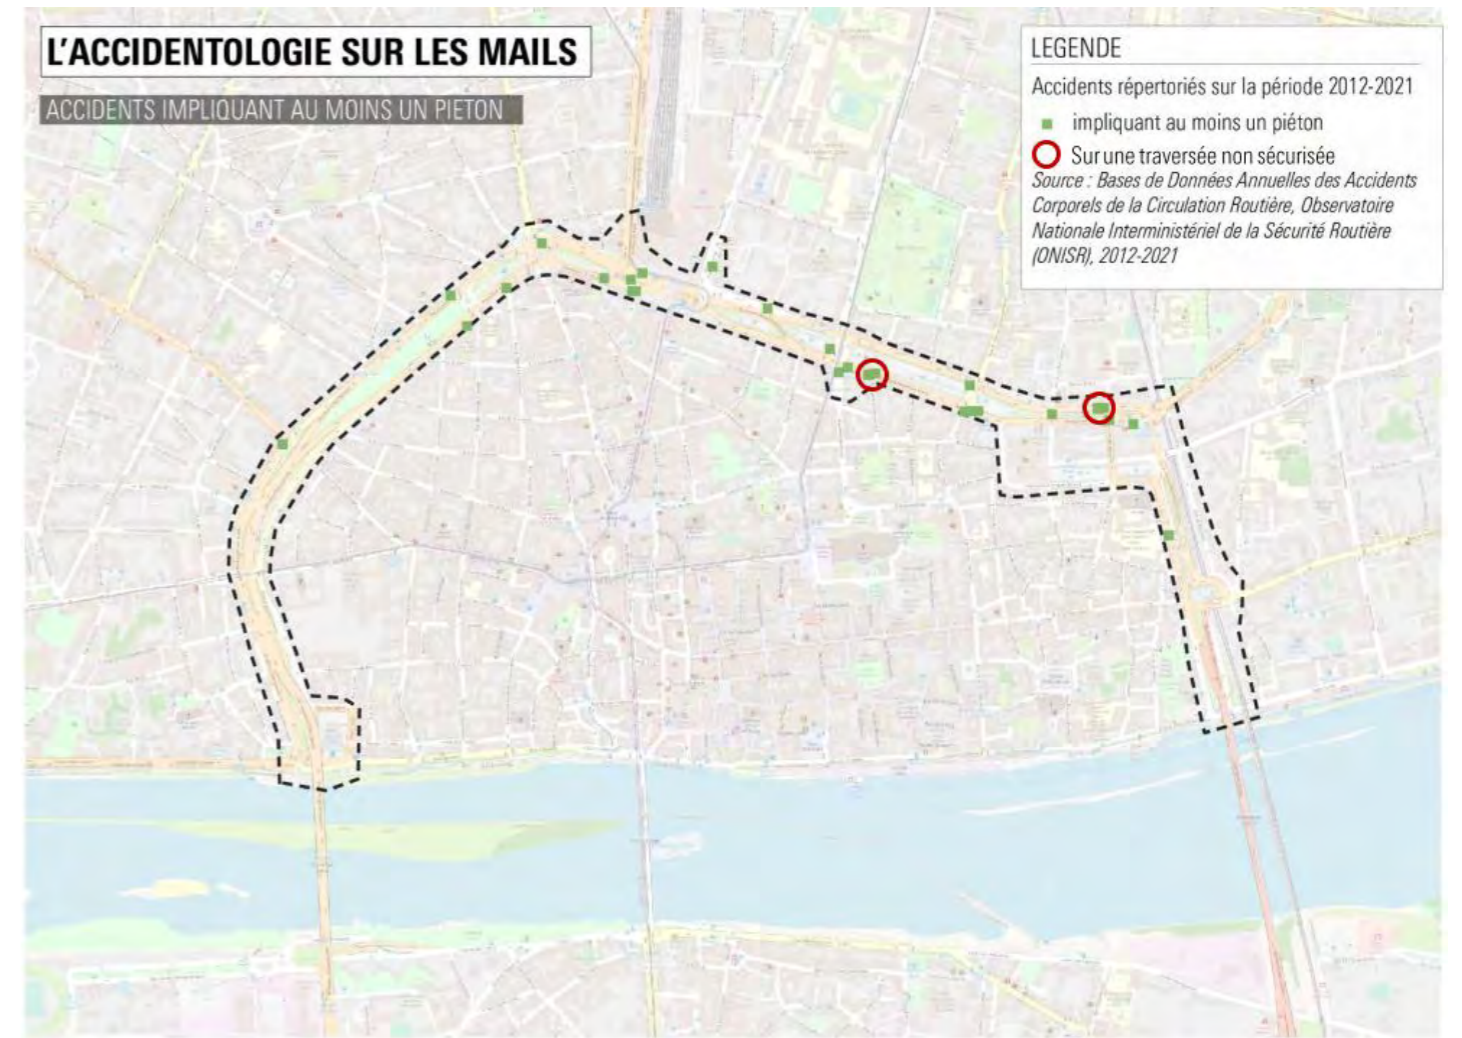 L'ACCIDENTOLOGIE SUR LES MAILS
ACCIDENTS IMPLIQUANT AU MOINS UN PIETON
LEGENDE
Accidents répertoriés sur la période 2012-2021
impliquant au moins un piéton
Sur une traversée non sécurisée
Source : Bases de Données Annuelles des Accidents
Corporels de la Circulation Routière, Observatoire
Nationale Interministériel de la Sécurité Routière
(ONISR), 2012-2021